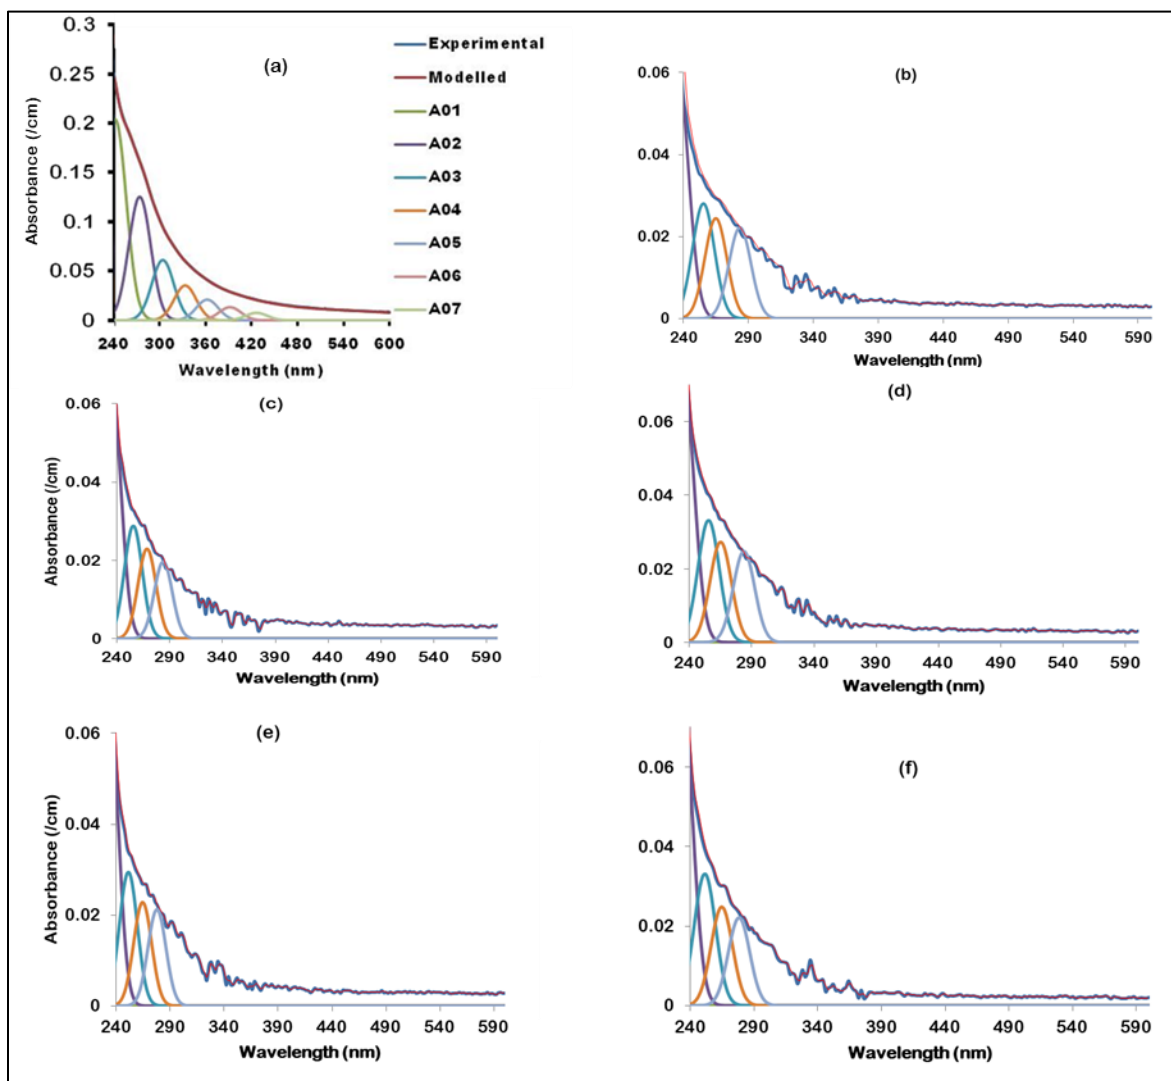 (a)
Absorbance (/cm)
0.3
0.25
0.2
0.15
0.1
0.05
0
240 300 360 420 480 540 600
Wavelength (nm)
Experimental
Modelled
A01
A02
A03
A04
A05
A06
A07
(b)
Absorbance (/cm)
0.06
0.04
0.02
0
240 290 340 390 440 490 540 590
Wavelength (nm)
(c)
Absorbance (/cm)
0.06
0.04
0.02
0
240 290 340 390 440 490 540 590
Wavelength (nm)
(d)
0.06
0.04
0.02
0
240 290 340 390 440 490 540 590
Wavelength (nm)
(e)
Absorbance (/cm)
0.06
0.04
0.02
0
240 290 340 390 440 490 540 590
Wavelength (nm)
(f)
0.06
0.04
0.02
0
240 290 340 390 440 490 540 590
Wavelength (nm)